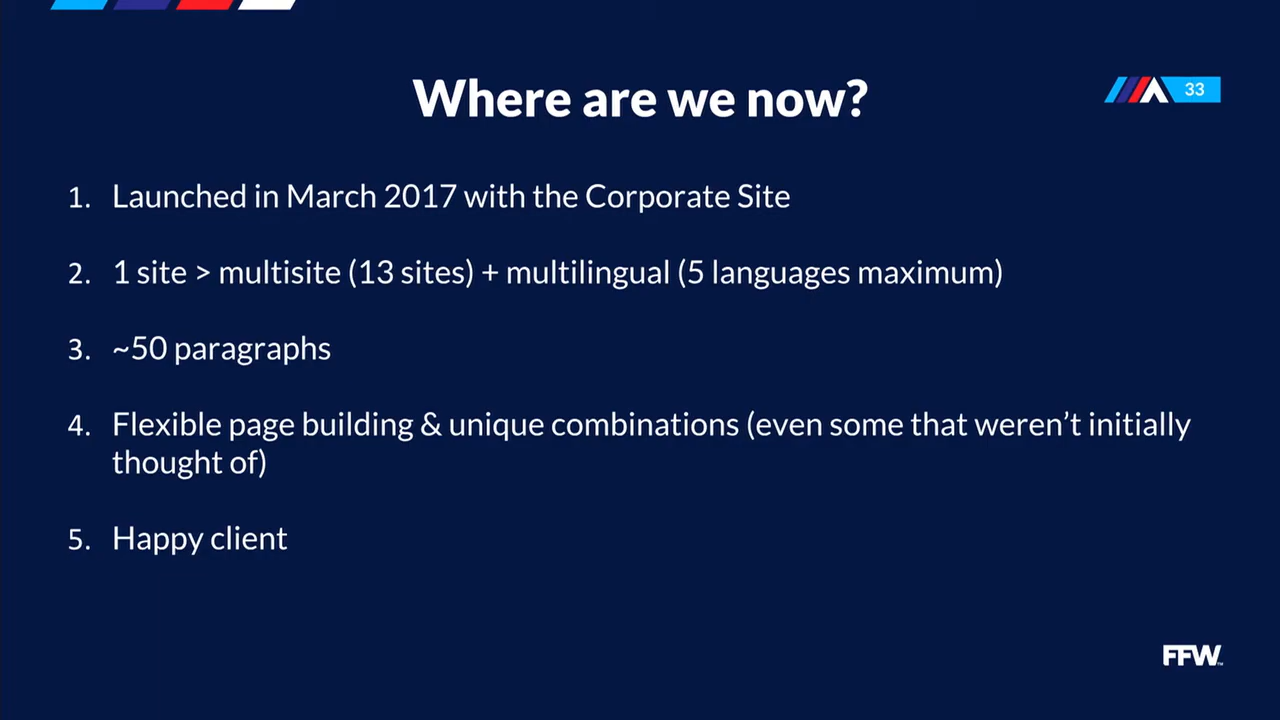 Where are we now?
33
1. Launched in March 2017 with the Corporate Site
2. 1 site > multisite (13 sites) + multilingual (5 languages maximum)
3. ~50 paragraphs
4. Flexible page building & unique combinations (even some that weren’t initially
thought of)
5. Happy client
FFW™